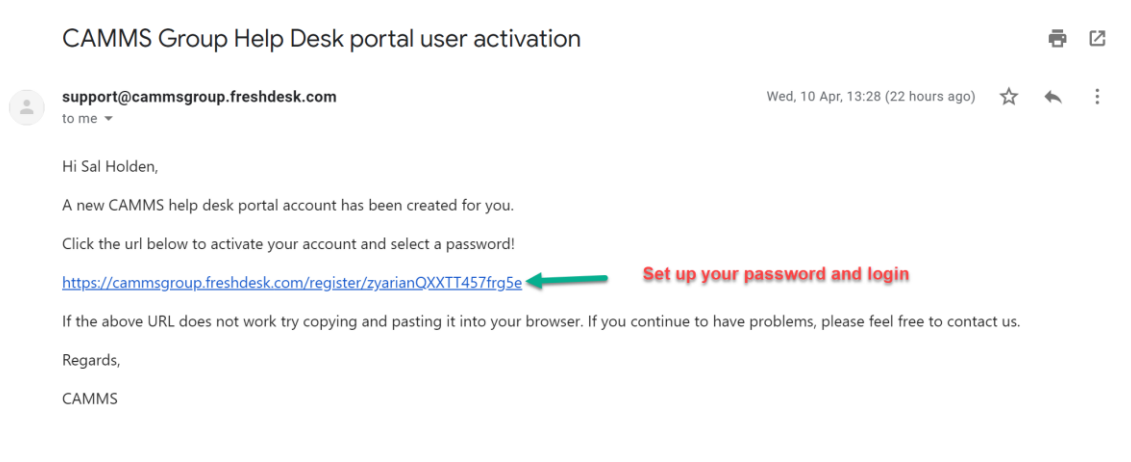 CAMMS Group Help Desk portal user activation
support@cammsgroup.freshdesk.com
Wed, 10 Apr, 13:28 (22 hours ago)
to me
Hi Sal Holden,
A new CAMMS help desk portal account has been created for you.
Click the url below to activate your account and select a password!
https://cammsgroup.freshdesk.com/register/zyarianQXXTT457frg5e
Set up your password and login
If the above URL does not work try copying and pasting it into your browser. If you continue to have problems, please feel free to contact us.
Regards,
CAMMS